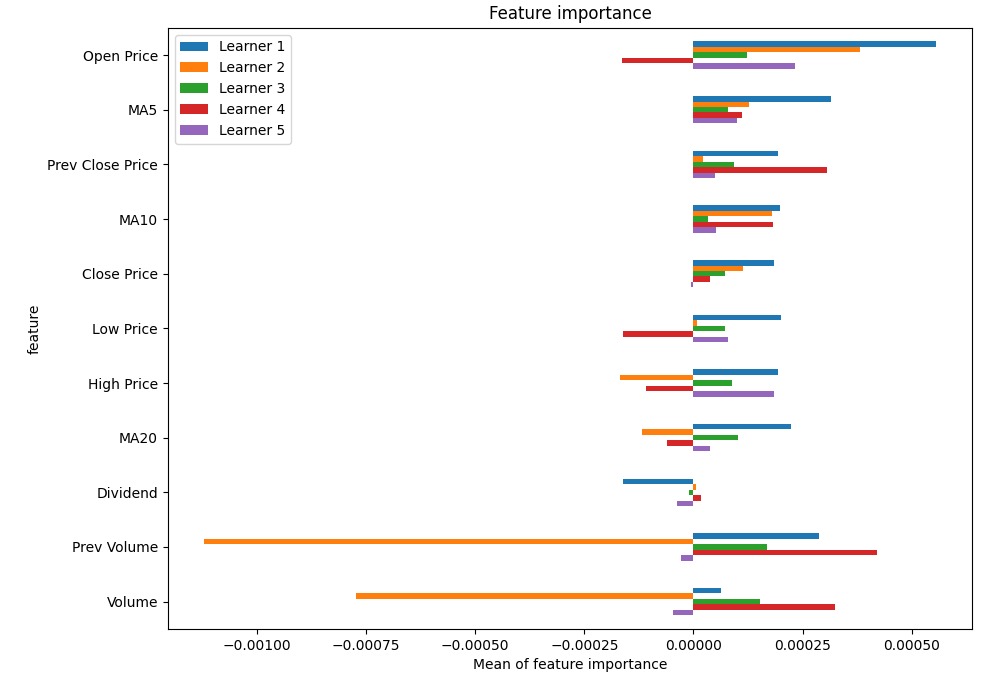 Feature importance
Learner 1
Learner 2
Learner 3
Learner 4
Learner 5
Open Price
MA5
Prev Close Price
MA10
Close Price
Low Price
High Price
MA20
Dividend
Prev Volume
Volume
feature
−0.00100 −0.00075 −0.00050 −0.00025 0.00000 0.00025 0.00050
Mean of feature importance